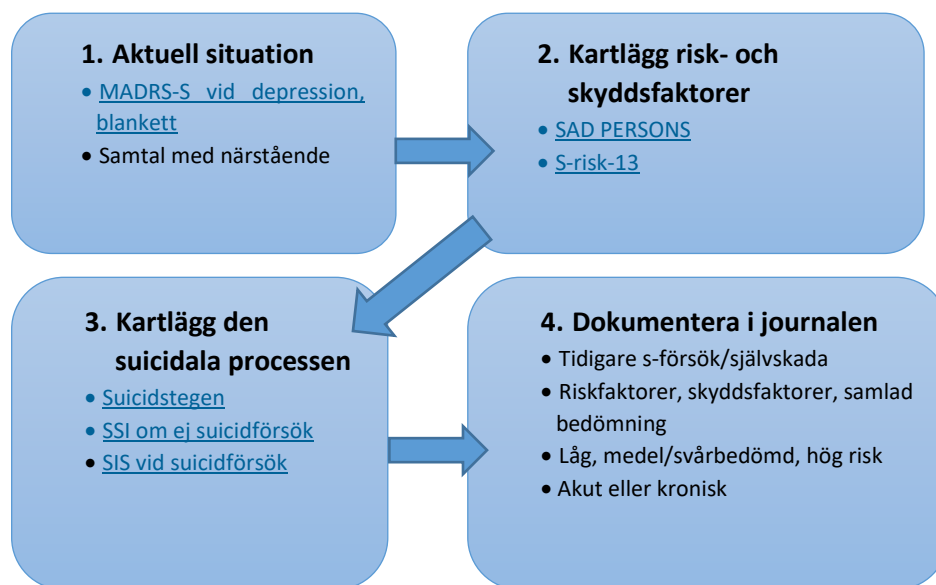 1. Aktuell situation
• MADRS-S vid depression,
blankett
• Samtal med närstående
2. Kartlägg risk- och
skyddsfaktorer
• SAD PERSONS
• S-risk-13
3. Kartlägg den
suicidala processen
• Suicidstegen
• SSI om ej suicidförsök
• SIS vid suicidförsök
4. Dokumentera i journalen
• Tidigare s-försök/självskada
• Riskfaktorer, skyddsfaktorer, samlad
bedömning
• Låg, medel/svårbedömd, hög risk
• Akut eller kronisk